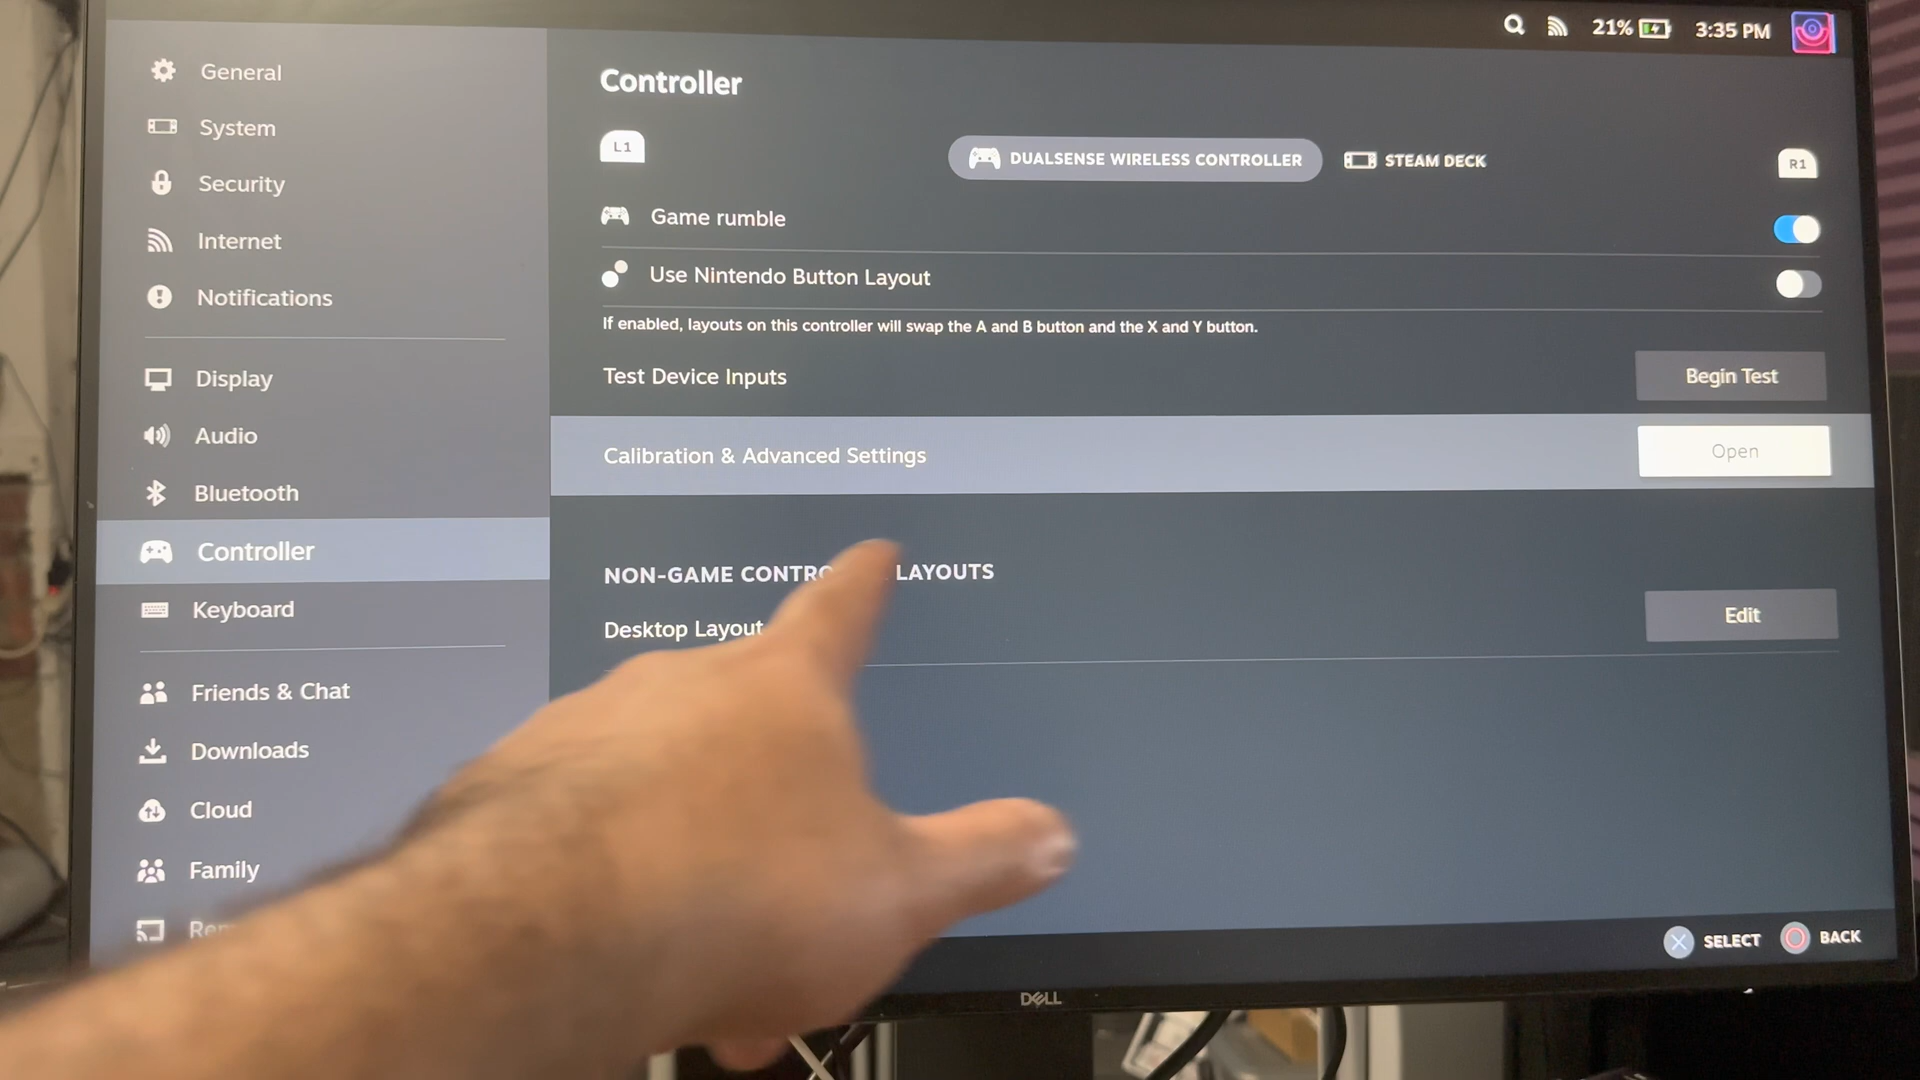 21%
3:35 PM
General
System
Security
Internet
Notifications
Display
Audio
Bluetooth
Controller
Keyboard
Friends & Chat
Downloads
Cloud
Family
Controller
L1
DUALSENSE WIRELESS CONTROLLER
STEAM DECK
R1
Game rumble
Use Nintendo Button Layout
If enabled, layouts on this controller will swap the A and B button and the X and Y button.
Test Device Inputs
Begin Test
Calibration & Advanced Settings
Open
NON-GAME LAYOUTS
Desktop Layout
Edit
SELECT
BACK
DELL